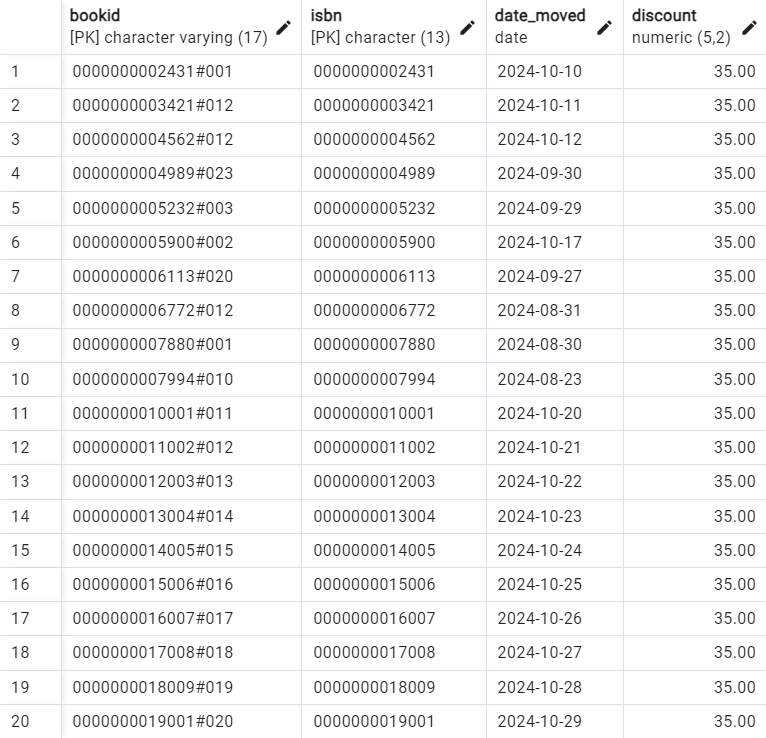 bookid isbn date_moved discount
[PK] character varying (17) [PK] character (13) date numeric (5,2)
1 0000000002431#001 0000000002431 2024-10-10 35.00
2 0000000003421#012 0000000003421 2024-10-11 35.00
3 0000000004562#012 0000000004562 2024-10-12 35.00
4 0000000004989#023 0000000004989 2024-09-30 35.00
5 0000000005232#003 0000000005232 2024-09-29 35.00
6 0000000005900#002 0000000005900 2024-10-17 35.00
7 0000000006113#020 0000000006113 2024-09-27 35.00
8 0000000006772#012 0000000006772 2024-08-31 35.00
9 0000000007880#001 0000000007880 2024-08-30 35.00
10 0000000007994#010 0000000007994 2024-08-23 35.00
11 0000000010001#011 0000000010001 2024-10-20 35.00
12 0000000011002#012 0000000011002 2024-10-21 35.00
13 0000000012003#013 0000000012003 2024-10-22 35.00
14 0000000013004#014 0000000013004 2024-10-23 35.00
15 0000000014005#015 0000000014005 2024-10-24 35.00
16 0000000015006#016 0000000015006 2024-10-25 35.00
17 0000000016007#017 0000000016007 2024-10-26 35.00
18 0000000017008#018 0000000017008 2024-10-27 35.00
19 0000000018009#019 0000000018009 2024-10-28 35.00
20 0000000019001#020 0000000019001 2024-10-29 35.00